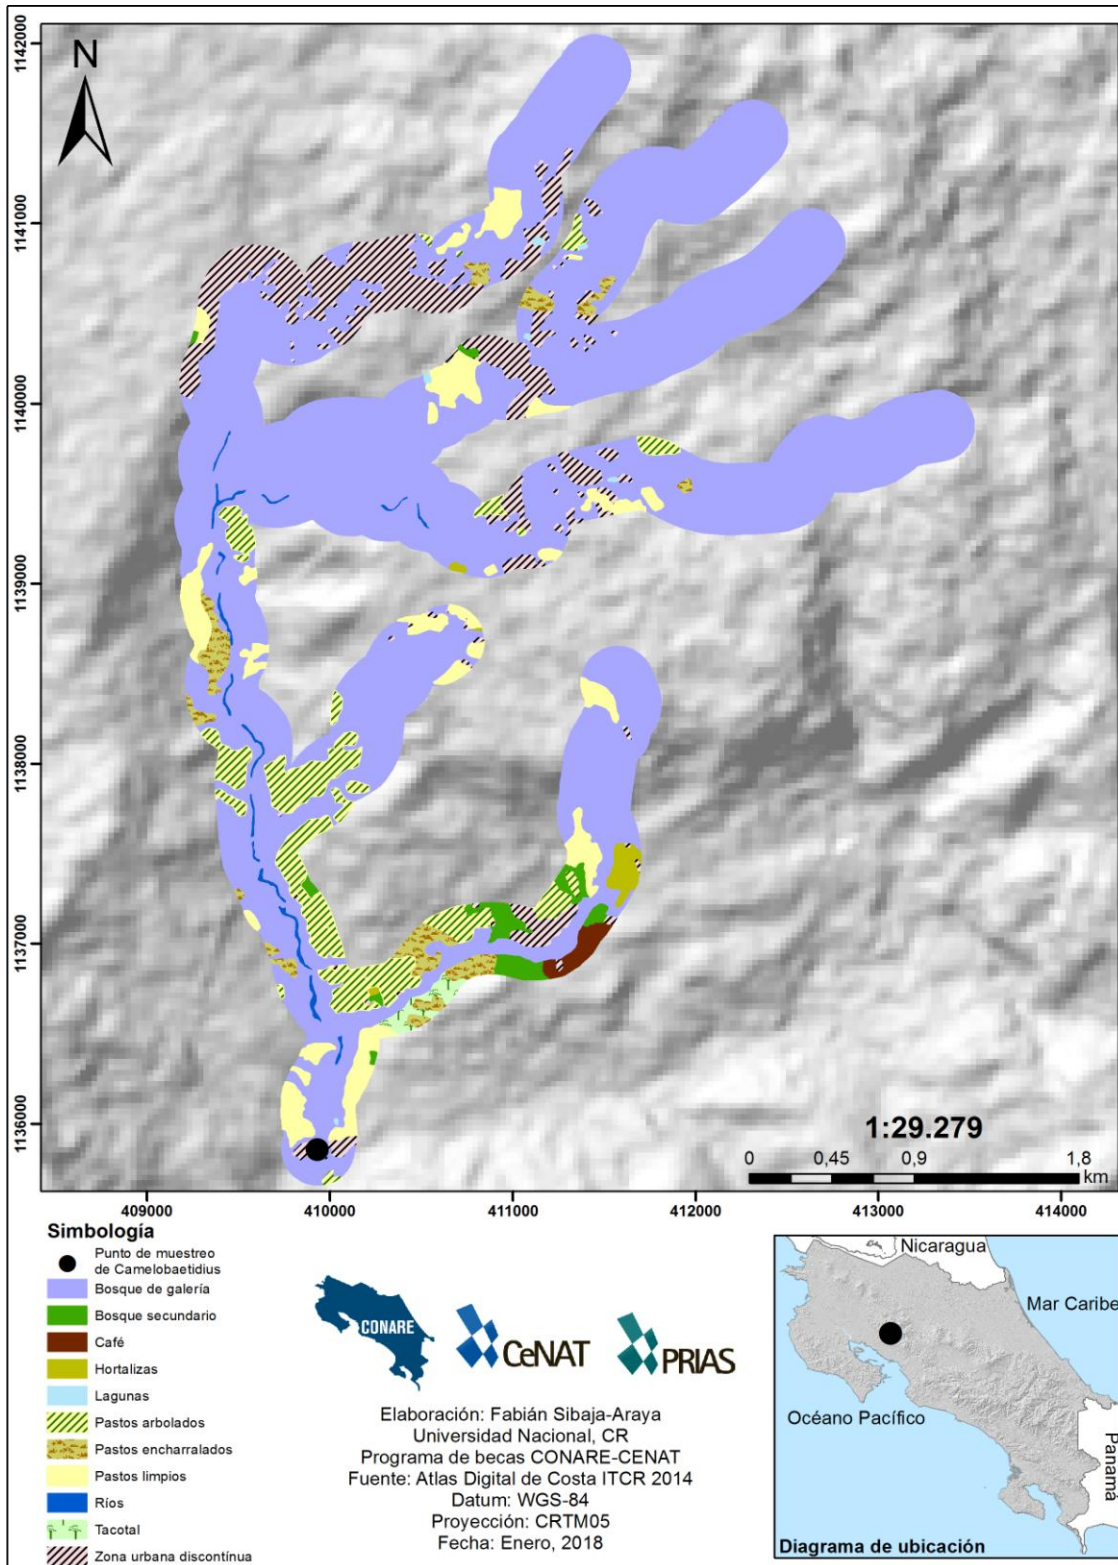 N
1142000
1141000
1140000
1139000
1138000
1137000
1136000
1:29.279
0 0,45 0,9 1,8
km
409000 410000 411000 412000 413000 414000
Simbología
Punto de muestreo
de Camelobaetidius
Bosque de galería
Bosque secundario
Café
Hortalizas
Lagunas
Pastos arbolados
Pastos encharralados
Pastos limpios
Ríos
Tacotal
Zona urbana discontínua
CONARE
CeNAT
PRIAS
Elaboración: Fabián Sibaja-Araya
Universidad Nacional, CR
Programa de becas CONARE-CENAT
Fuente: Atlas Digital de Costa ITCR 2014
Datum: WGS-84
Proyección: CRTM05
Fecha: Enero, 2018
Nicaragua
Mar Caribe
Océano Pacífico
Panamá
Diagrama de ubicación